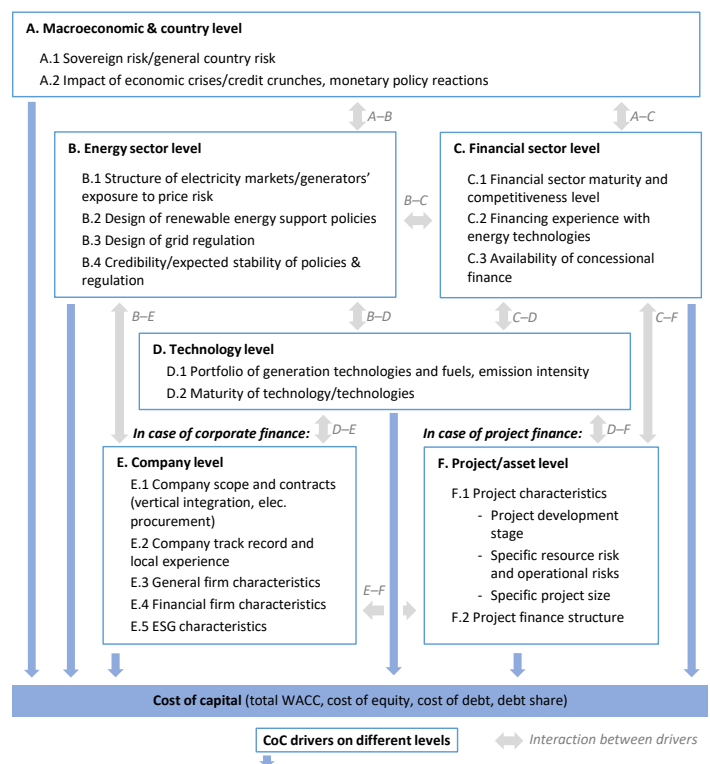 A. Macroeconomic & country level
A.1 Sovereign risk/general country risk
A.2 Impact of economic crises/credit crunches, monetary policy reactions
A–B
A–C
B. Energy sector level
B.1 Structure of electricity markets/generators’
exposure to price risk
B.2 Design of renewable energy support policies
B.3 Design of grid regulation
B.4 Credibility/expected stability of policies &
regulation
B–C
C. Financial sector level
C.1 Financial sector maturity and
competitiveness level
C.2 Financing experience with
energy technologies
C.3 Availability of concessional
finance
B–E
B–D
C–D
C–F
D. Technology level
D.1 Portfolio of generation technologies and fuels, emission intensity
D.2 Maturity of technology/technologies
In case of corporate finance:
D–E
In case of project finance:
D–F
E. Company level
E.1 Company scope and contracts
(vertical integration, elec.
procurement)
E.2 Company track record and
local experience
E.3 General firm characteristics
E.4 Financial firm characteristics
E.5 ESG characteristics
E–F
F. Project/asset level
F.1 Project characteristics
- Project development
stage
- Specific resource risk
and operational risks
- Specific project size
F.2 Project finance structure
Cost of capital (total WACC, cost of equity, cost of debt, debt share)
CoC drivers on different levels
Interaction between drivers